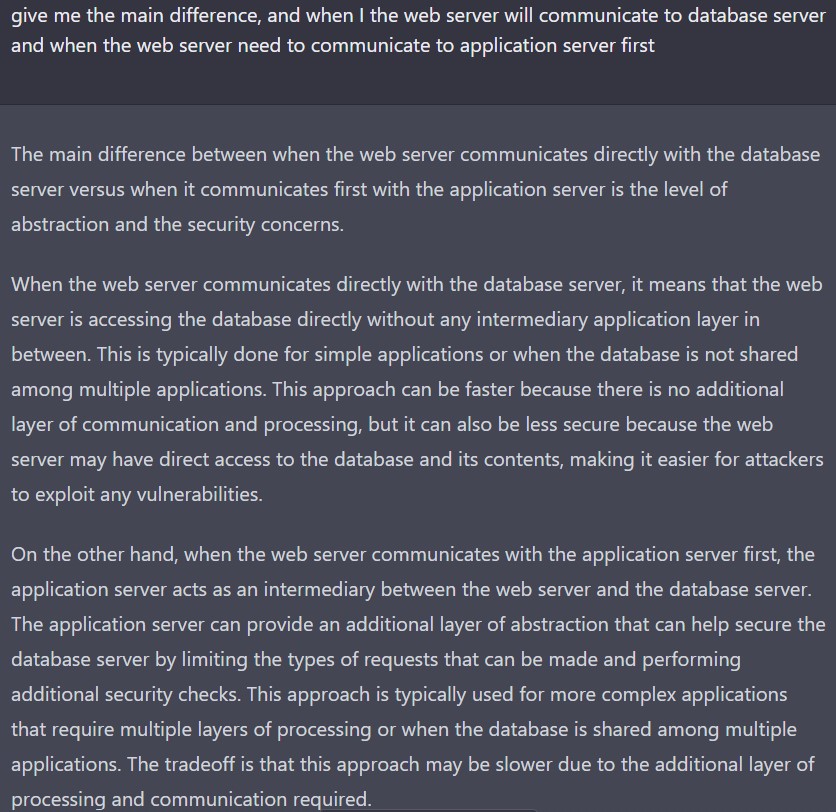 give me the main difference, and when I the web server will communicate to database server
and when the web server need to communicate to application server first
The main difference between when the web server communicates directly with the database
server versus when it communicates first with the application server is the level of
abstraction and the security concerns.
When the web server communicates directly with the database server, it means that the web
server is accessing the database directly without any intermediary application layer in
between. This is typically done for simple applications or when the database is not shared
among multiple applications. This approach can be faster because there is no additional
layer of communication and processing, but it can also be less secure because the web
server may have direct access to the database and its contents, making it easier for attackers
to exploit any vulnerabilities.
On the other hand, when the web server communicates with the application server first, the
application server acts as an intermediary between the web server and the database server.
The application server can provide an additional layer of abstraction that can help secure the
database server by limiting the types of requests that can be made and performing
additional security checks. This approach is typically used for more complex applications
that require multiple layers of processing or when the database is shared among multiple
applications. The tradeoff is that this approach may be slower due to the additional layer of
processing and communication required.